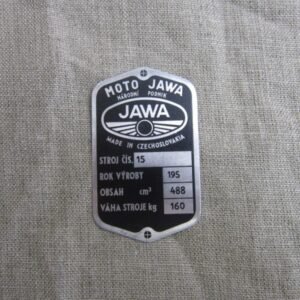 MOTO JAWA
NÁRODNÍ PODNIK
JAWA
MADE IN CZECHOSLOVAKIA
STROJ ČÍS. 15
ROK VÝROBY 195
OBSAH cm³ 488
VÁHA STROJE kg 160